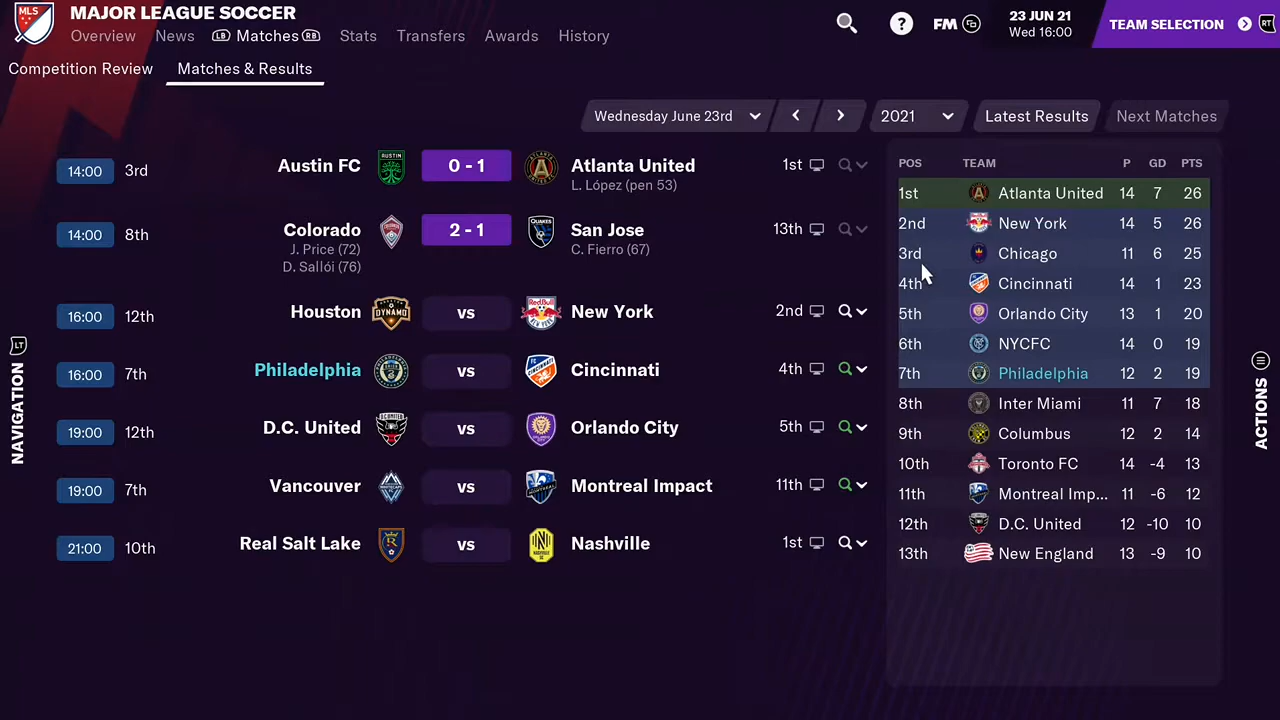 MLS
MAJOR LEAGUE SOCCER
Overview News LB Matches RB Stats Transfers Awards History
? FM 23 JUN 21
Wed 16:00
TEAM SELECTION RT
Competition Review Matches & Results
Wednesday June 23rd < > 2021 Latest Results Next Matches
14:00 3rd Austin FC 0 - 1 Atlanta United 1st
L. López (pen 53)
14:00 8th Colorado 2 - 1 San Jose 13th
J. Price (72) C. Fierro (67)
D. Sallói (76)
16:00 12th Houston vs New York 2nd
16:00 7th Philadelphia vs Cincinnati 4th
19:00 12th D.C. United vs Orlando City 5th
19:00 7th Vancouver vs Montreal Impact 11th
21:00 10th Real Salt Lake vs Nashville 1st
POS TEAM P GD PTS
1st Atlanta United 14 7 26
2nd New York 14 5 26
3rd Chicago 11 6 25
4th Cincinnati 14 1 23
5th Orlando City 13 1 20
6th NYCFC 14 0 19
7th Philadelphia 12 2 19
8th Inter Miami 11 7 18
9th Columbus 12 2 14
10th Toronto FC 14 -4 13
11th Montreal Imp... 11 -6 12
12th D.C. United 12 -10 10
13th New England 13 -9 10
LT
NAVIGATION
ACTIONS